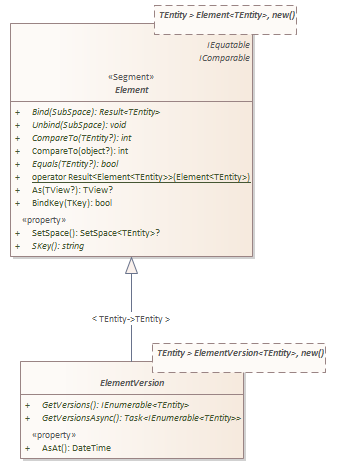 TEntity > Element<TEntity>, new()
IEquatable
IComparable
«Segment»
Element
+ Bind(SubSpace): Result<TEntity>
+ Unbind(SubSpace): void
+ CompareTo(TEntity?): int
+ CompareTo(object?): int
+ Equals(TEntity?): bool
+ operator Result<Element<TEntity>>(Element<TEntity>)
+ As(TView?): TView?
+ BindKey(TKey): bool
«property»
+ SetSpace(): SetSpace<TEntity>?
+ SKey(): string
< TEntity->TEntity >
TEntity > ElementVersion<TEntity>, new()
ElementVersion
+ GetVersions(): IEnumerable<TEntity>
+ GetVersionsAsync(): Task<IEnumerable<TEntity>>
«property»
+ AsAt(): DateTime